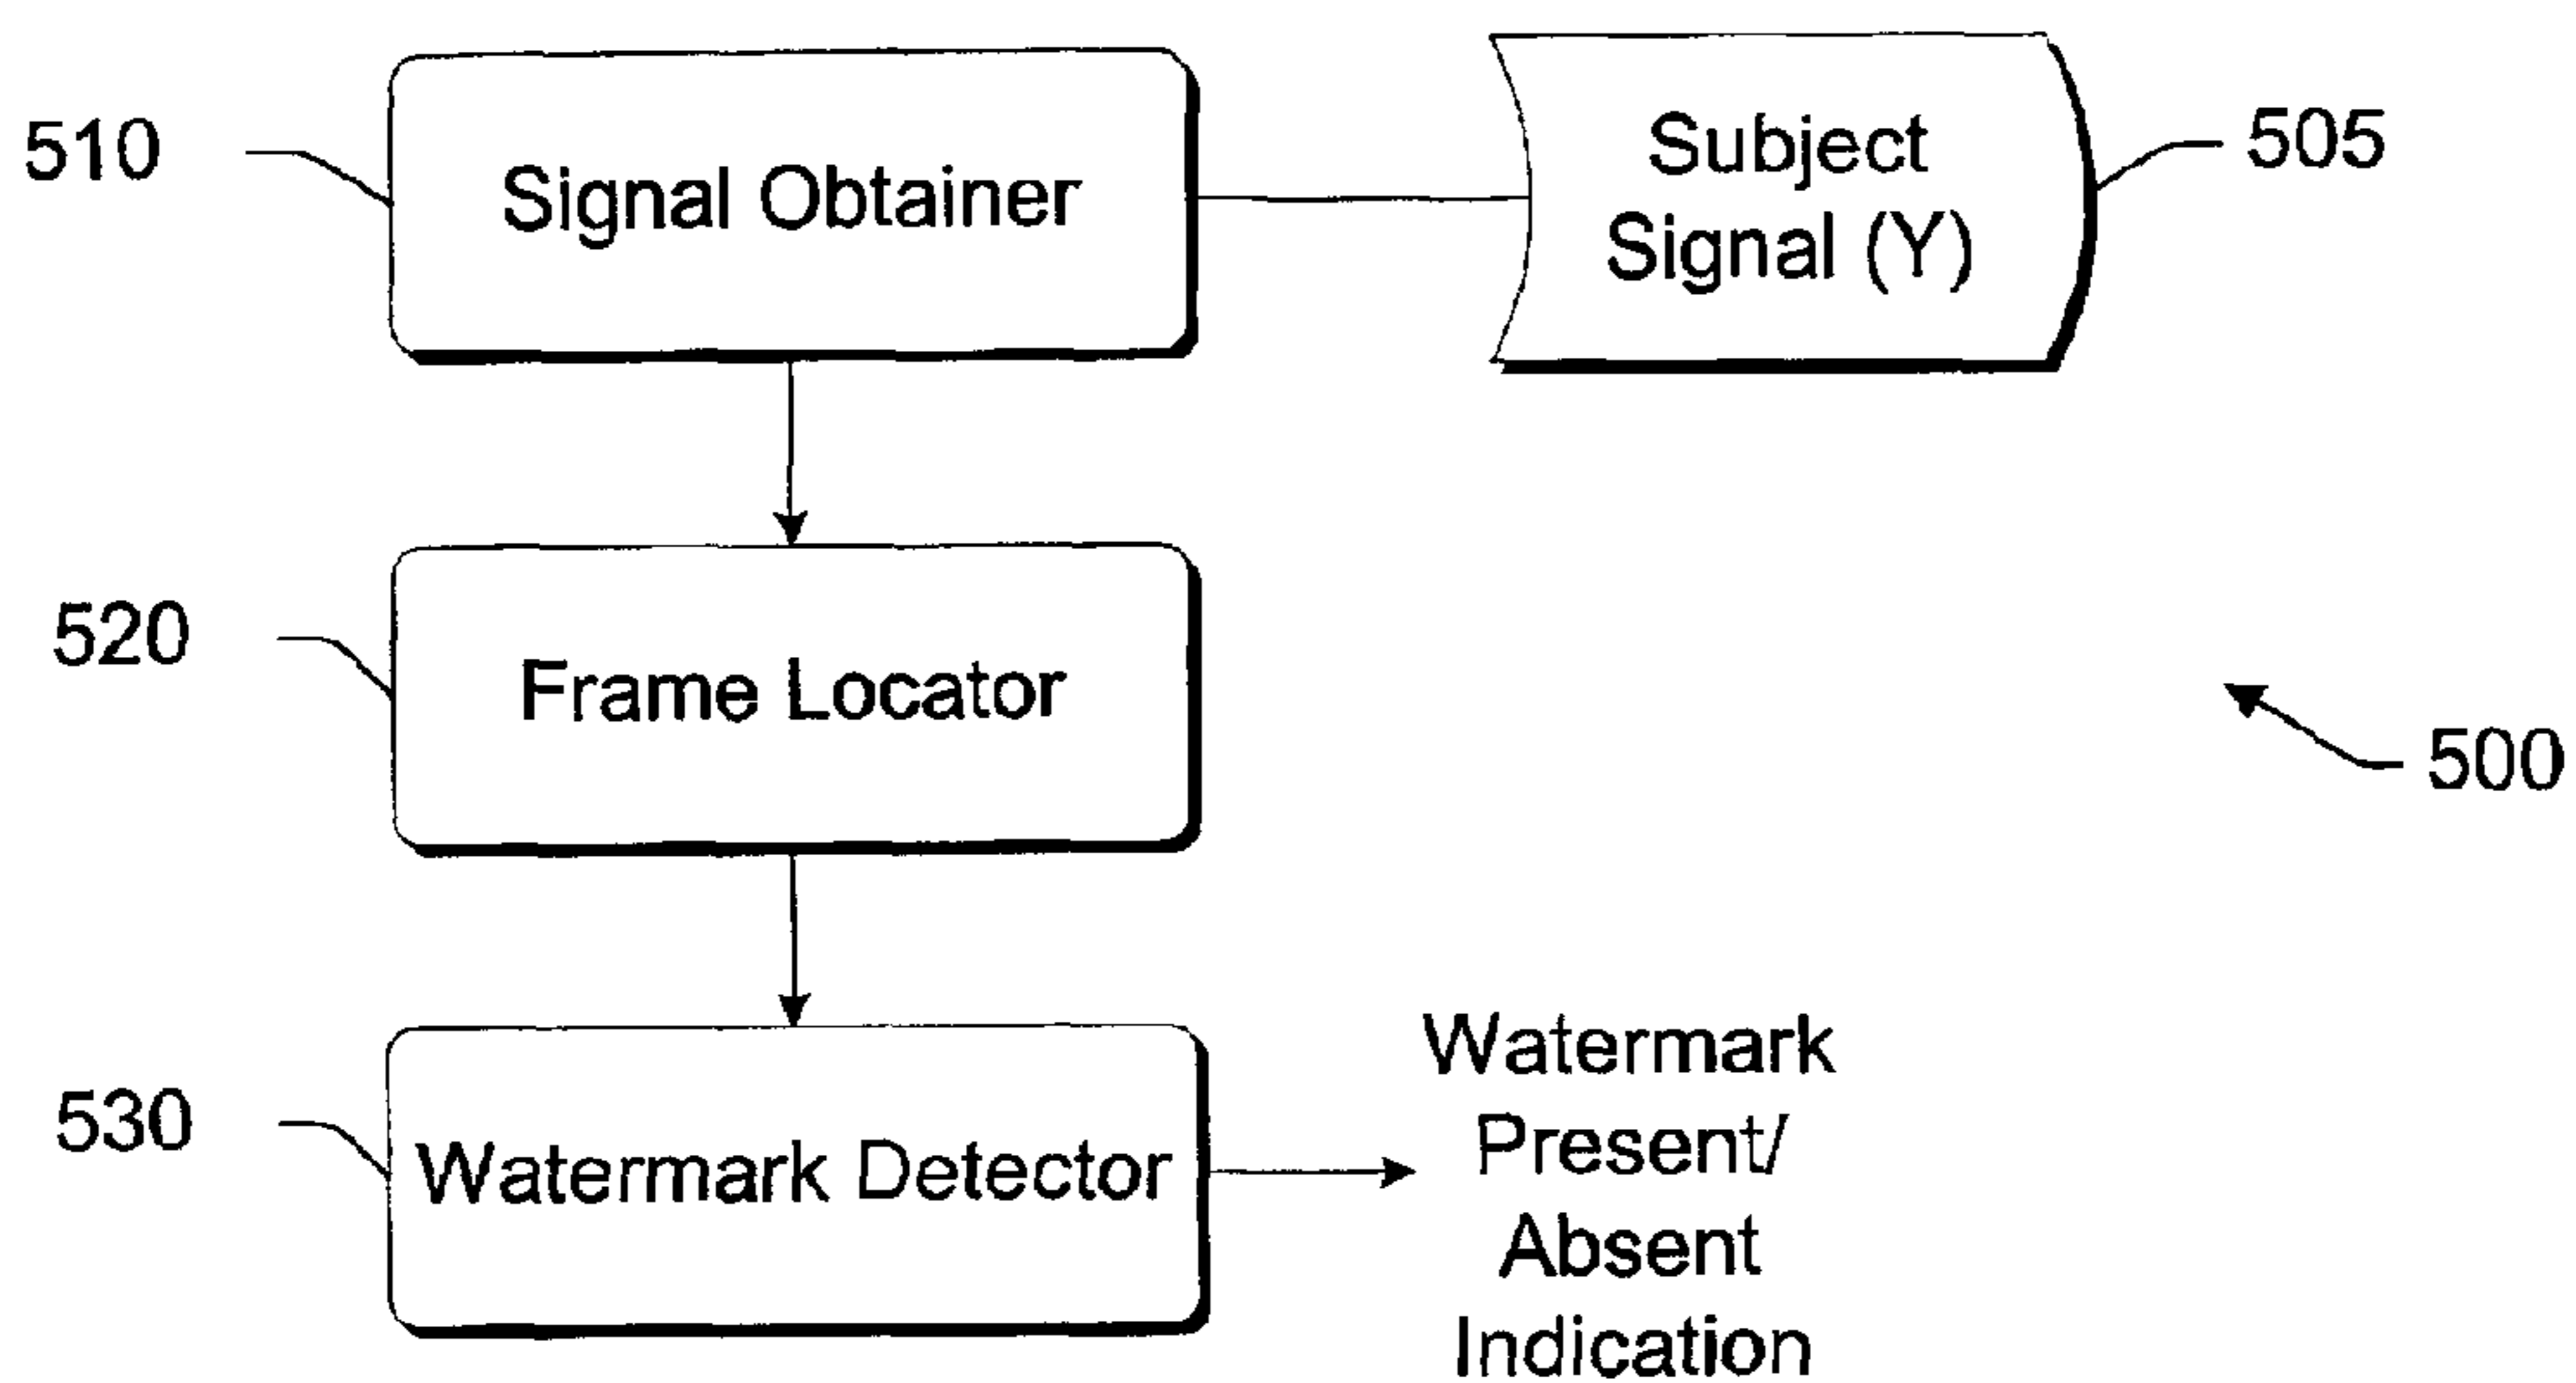 510
Signal Obtainer
Subject
Signal (Y)
505
520
Frame Locator
500
530
Watermark Detector
Watermark
Present/
Absent
Indication